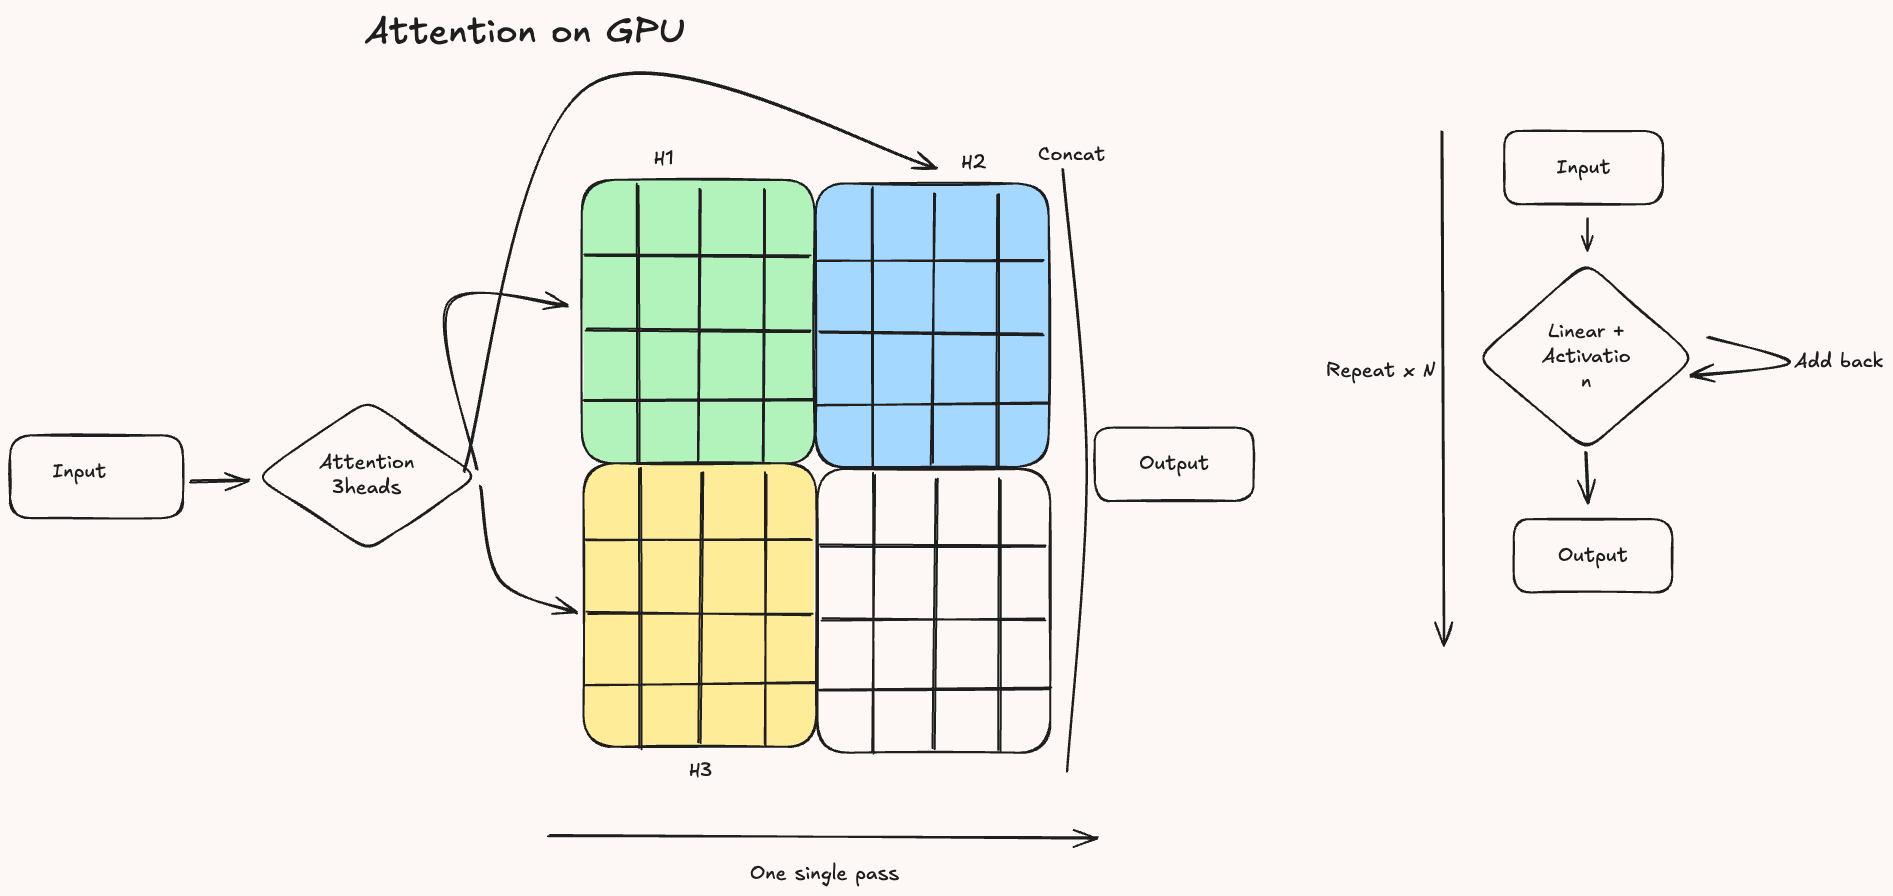 Attention on GPU
H1
H2
Concat
Input
Attention
3heads
Output
H3
One single pass
Repeat x N
Input
Linear +
Activatio
n
Add back
Output